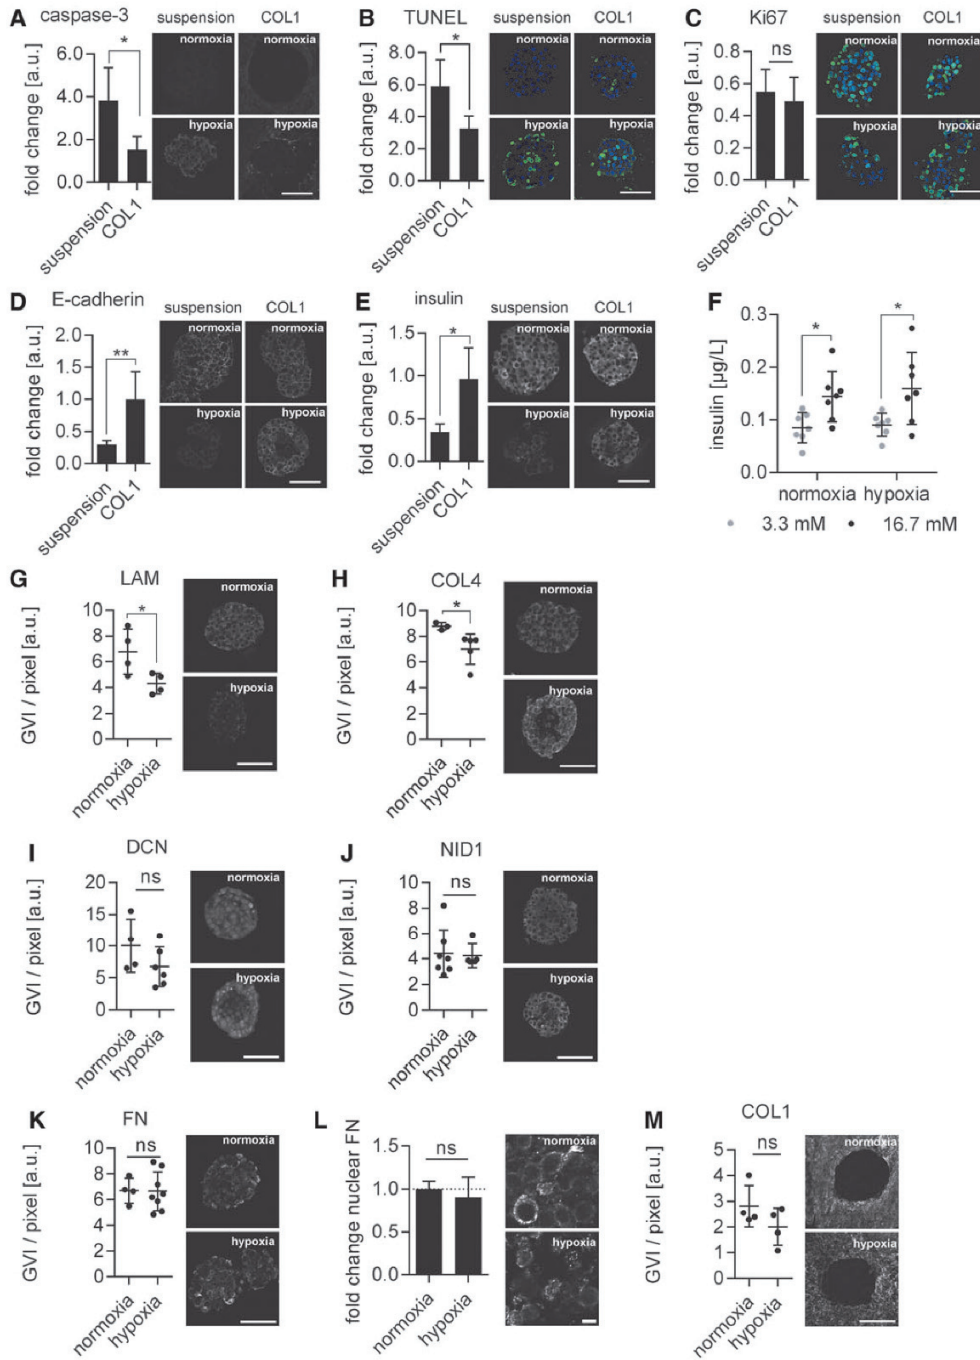 A caspase-3
suspension COL1
fold change [a.u.]
6.0
4.0
2.0
0.0
*
suspension
COL1
normoxia normoxia
hypoxia hypoxia
B TUNEL
suspension COL1
fold change [a.u.]
8.0
6.0
4.0
2.0
0.0
*
suspension
COL1
normoxia normoxia
hypoxia hypoxia
C Ki67
suspension COL1
fold change [a.u.]
0.8
0.6
0.4
0.2
0.0
ns
suspension
COL1
normoxia normoxia
hypoxia hypoxia
D E-cadherin
suspension COL1
fold change [a.u.]
2.0
1.5
1.0
0.5
0.0
**
suspension
COL1
normoxia normoxia
hypoxia hypoxia
E insulin
suspension COL1
fold change [a.u.]
1.5
1.0
0.5
0.0
*
suspension
COL1
normoxia normoxia
hypoxia hypoxia
F
insulin [µg/L]
0.3
0.2
0.1
0.0
* *
normoxia hypoxia
3.3 mM 16.7 mM
G LAM
GVI / pixel [a.u.]
10
8
6
4
2
0
*
normoxia
hypoxia
normoxia
hypoxia
H COL4
GVI / pixel [a.u.]
10
8
6
4
2
0
*
normoxia
hypoxia
normoxia
hypoxia
I DCN
GVI / pixel [a.u.]
20
15
10
5
0
ns
normoxia
hypoxia
normoxia
hypoxia
J NID1
GVI / pixel [a.u.]
10
8
6
4
2
0
ns
normoxia
hypoxia
normoxia
hypoxia
K FN
GVI / pixel [a.u.]
10
8
6
4
2
0
ns
normoxia
hypoxia
normoxia
hypoxia
L
fold change nuclear FN
1.5
1.0
0.5
0.0
ns
normoxia
hypoxia
normoxia
hypoxia
M COL1
GVI / pixel [a.u.]
5
4
3
2
1
0
ns
normoxia
hypoxia
normoxia
hypoxia